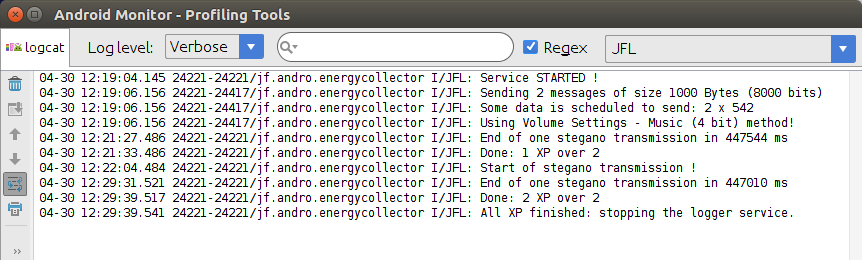 Android Monitor - Profiling Tools
logcat Log level: Verbose Regex JFL
04-30 12:19:04.145 24221-24221/jf.andro.energycollector I/JFL: Service STARTED !
04-30 12:19:06.156 24221-24417/jf.andro.energycollector I/JFL: Sending 2 messages of size 1000 Bytes (8000 bits)
04-30 12:19:06.156 24221-24417/jf.andro.energycollector I/JFL: Some data is scheduled to send: 2 x 542
04-30 12:19:06.156 24221-24417/jf.andro.energycollector I/JFL: Using Volume Settings - Music (4 bit) method!
04-30 12:21:27.486 24221-24221/jf.andro.energycollector I/JFL: End of one stegano transmission in 447544 ms
04-30 12:21:33.486 24221-24221/jf.andro.energycollector I/JFL: Done: 1 XP over 2
04-30 12:22:04.484 24221-24221/jf.andro.energycollector I/JFL: Start of stegano transmission !
04-30 12:29:31.521 24221-24221/jf.andro.energycollector I/JFL: End of one stegano transmission in 447010 ms
04-30 12:29:39.517 24221-24221/jf.andro.energycollector I/JFL: Done: 2 XP over 2
04-30 12:29:39.541 24221-24221/jf.andro.energycollector I/JFL: All XP finished: stopping the logger service.